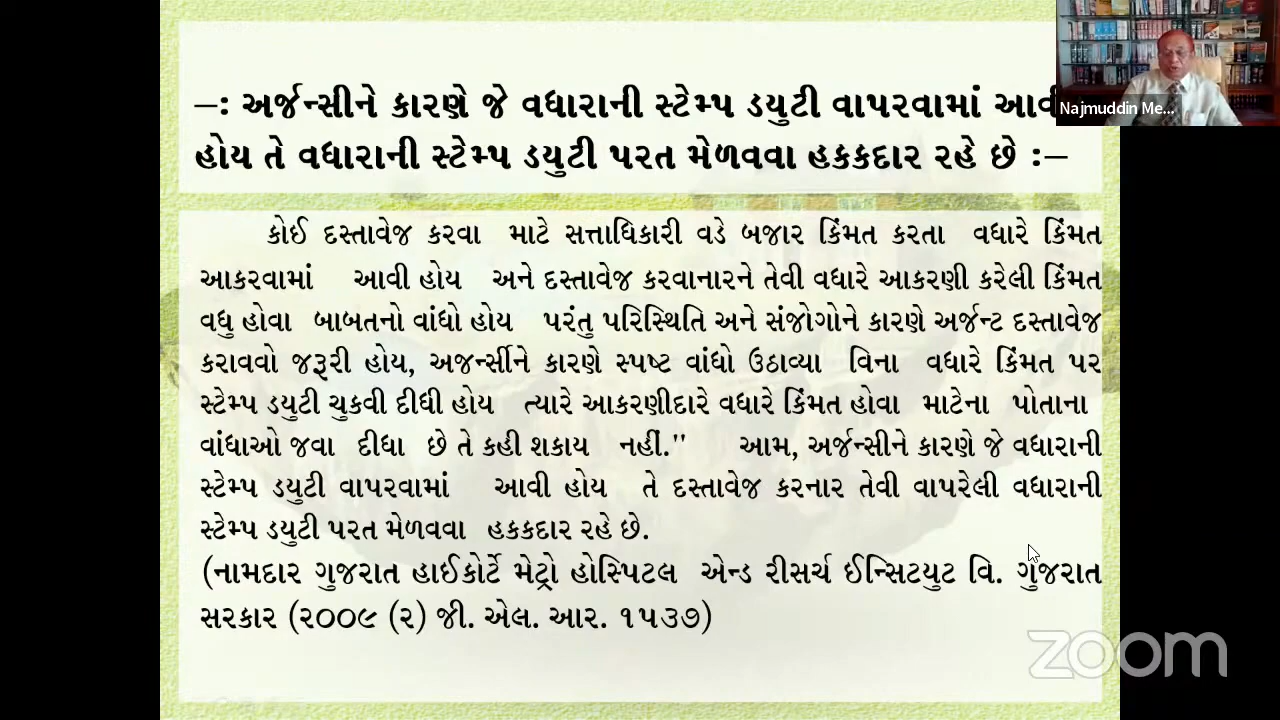 –: અર્જન્સીને કારણે જે વધારાની સ્ટેમ્પ ડયુટી વાપરવામાં આવી
હોય તે વધારાની સ્ટેમ્પ ડયુટી પરત મેળવવા હકકદાર રહે છે :–
Najmuddin Me...
કોઈ દસ્તાવેજ કરવા માટે સત્તાધિકારી વડે બજાર કિંમત કરતા વધારે કિંમત
આકરવામાં આવી હોય અને દસ્તાવેજ કરવાનારને તેવી વધારે આકરણી કરેલી કિંમત
વધુ હોવા બાબતનો વાંધો હોય પરંતુ પરિસ્થિતિ અને સંજોગોને કારણે અર્જન્ટ દસ્તાવેજ
કરાવવો જરૂરી હોય, અજર્ન્સીને કારણે સ્પષ્ટ વાંધો ઉઠાવ્યા વિના વધારે કિંમત પર
સ્ટેમ્પ ડયુટી ચુકવી દીધી હોય ત્યારે આકરણીદારે વધારે કિંમત હોવા માટેના પોતાના
વાંધાઓ જવા દીધા છે તે કહી શકાય નહીં." આમ, અર્જન્સીને કારણે જે વધારાની
સ્ટેમ્પ ડયુટી વાપરવામાં આવી હોય તે દસ્તાવેજ કરનાર તેવી વાપરેલી વધારાની
સ્ટેમ્પ ડયુટી પરત મેળવવા હકકદાર રહે છે.
(નામદાર ગુજરાત હાઈકોર્ટે મેટ્રો હોસ્પિટલ એન્ડ રીસર્ચ ઈન્સિટયુટ વિ. ગુજરાત
સરકાર (૨૦૦૯ (૨) જી. એલ. આર. ૧૫૩૭)
zoom